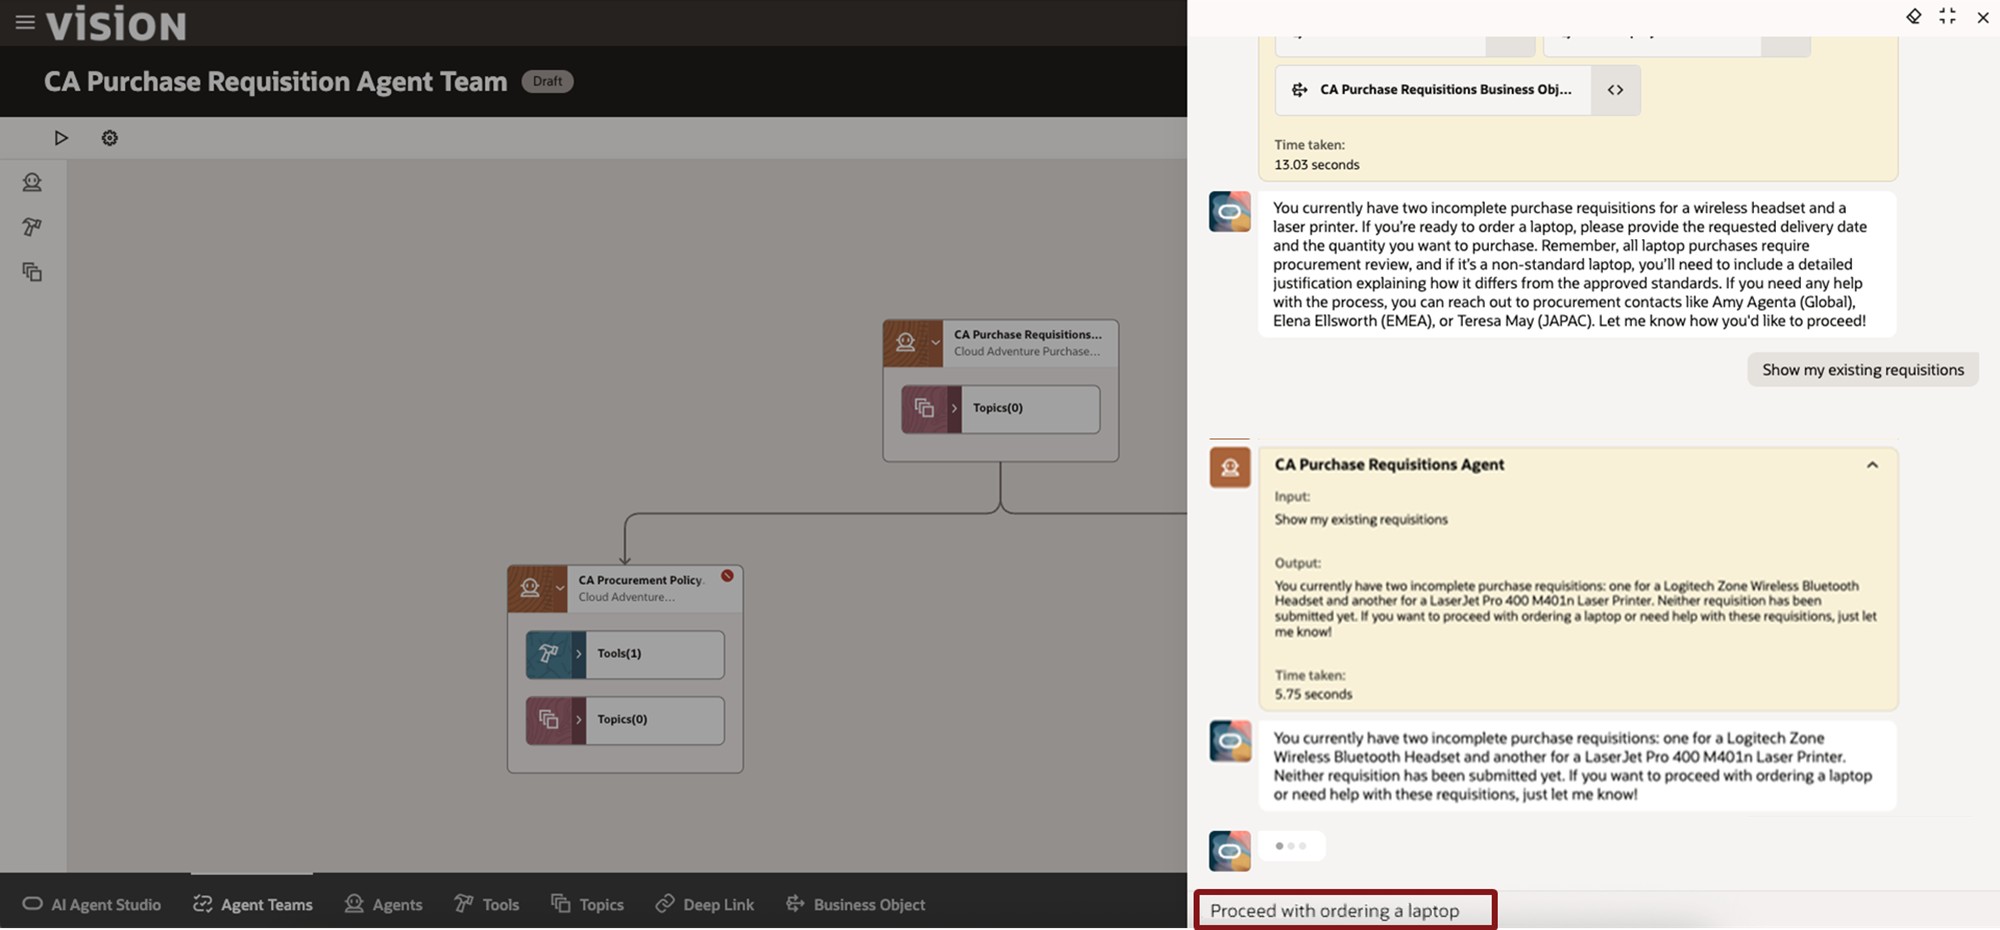 vision
CA Purchase Requisition Agent Team
Draft
CA Purchase Requisitions...
Cloud Adventure Purchase...
Topics(0)
CA Procurement Policy.
Cloud Adventure...
Tools(1)
Topics(0)
AI Agent Studio
Agent Teams
Agents
Tools
Topics
Deep Link
Business Object
CA Purchase Requisitions Business Obj...
<>
Time taken:
13.03 seconds
You currently have two incomplete purchase requisitions for a wireless headset and a
laser printer. If you're ready to order a laptop, please provide the requested delivery date
and the quantity you want to purchase. Remember, all laptop purchases require
procurement review, and if it's a non-standard laptop, you'll need to include a detailed
justification explaining how it differs from the approved standards. If you need any help
with the process, you can reach out to procurement contacts like Amy Agenta (Global),
Elena Ellsworth (EMEA), or Teresa May (JAPAC). Let me know how you'd like to proceed!
Show my existing requisitions
CA Purchase Requisitions Agent
Input:
Show my existing requisitions
Output:
You currently have two incomplete purchase requisitions: one for a Logitech Zone Wireless Bluetooth
Headset and another for a LaserJet Pro 400 M401n Laser Printer. Neither requisition has been
submitted yet. If you want to proceed with ordering a laptop or need help with these requisitions, just let
me know!
Time taken:
5.75 seconds
You currently have two incomplete purchase requisitions: one for a Logitech Zone
Wireless Bluetooth Headset and another for a LaserJet Pro 400 M401n Laser Printer.
Neither requisition has been submitted yet. If you want to proceed with ordering a laptop
or need help with these requisitions, just let me know!
Proceed with ordering a laptop